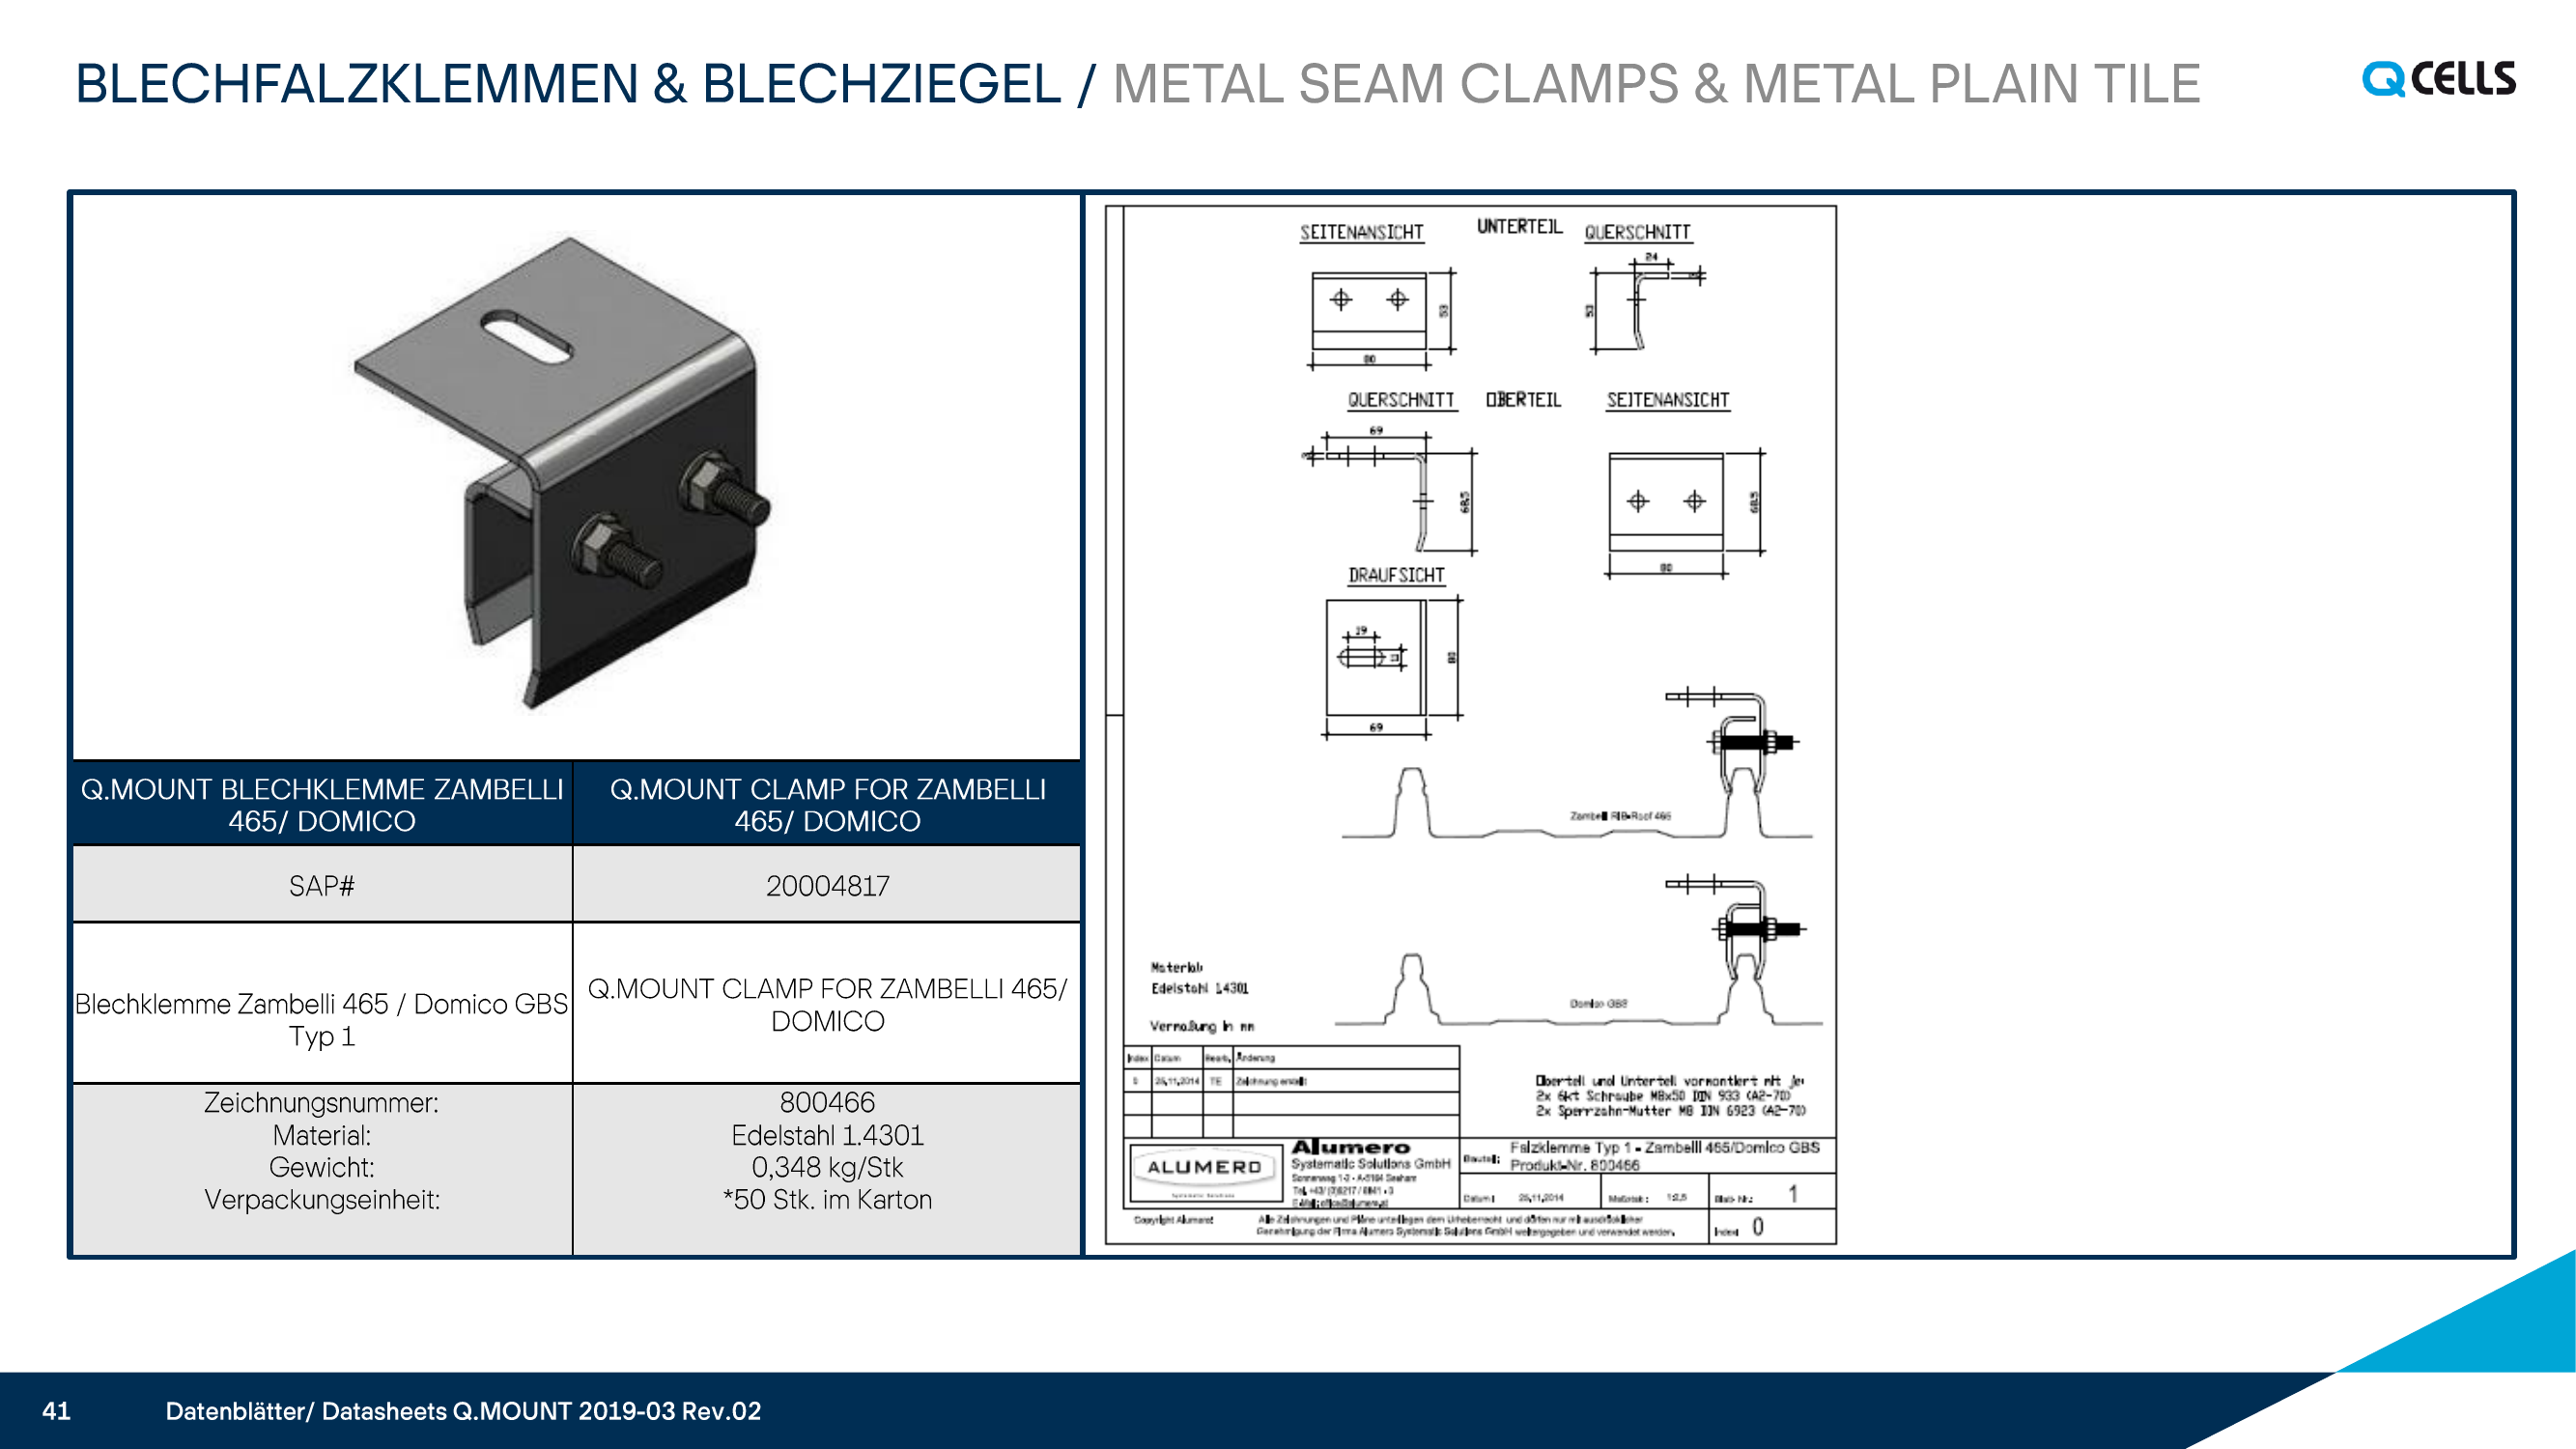 BLECHFALZKLEMMEN & BLECHZIEGEL / METAL SEAM CLAMPS & METAL PLAIN TILE
Q CELLS
Q.MOUNT BLECHKLEMME ZAMBELLI
465/ DOMICO
Q.MOUNT CLAMP FOR ZAMBELLI
465/ DOMICO
SAP#
20004817
Blechklemme Zambelli 465 / Domico GBS
Typ 1
Q.MOUNT CLAMP FOR ZAMBELLI 465/
DOMICO
Zeichnungsnummer:
800466
Material:
Edelstahl 1.4301
Gewicht:
0,348 kg/Stk
Verpackungseinheit:
*50 Stk. im Karton
SEITENANSICHT
UNTERTEIL
QUERSCHNITT
24
53
53
80
QUERSCHNITT
OBERTEIL
SEITENANSICHT
69
68,5
68,5
80
DRAUFSICHT
19
11
80
69
Zambelli RIB-Roof 465
Domico GBS
Material:
Edelstahl 1.4301
Vermaßung in mm
Index Datum Bearb. Änderung
0 25.11.2014 TE Zeichnung erstellt
Oberteil und Unterteil vormontiert mit je:
2x 6kt Schraube M8x50 DIN 933 (A2-70)
2x Sperrzahn-Mutter M8 DIN 6923 (A2-70)
ALUMERO
Systematic Solutions
Alumero
Systematic Solutions GmbH
Sonnenweg 1-2 · A-5164 Seeham
Bauteil:
Falzklemme Typ 1 - Zambelli 465/Domico GBS
Produkt-Nr. 800466
Datum: 25.11.2014
Maßstab: 1:2,5
Blatt- Nr.: 1
Index: 0
Copyright Alumero!
Alle Zeichnungen und Pläne unterliegen dem Urheberrecht und dürfen nur mit ausdrücklicher
Genehmigung der Firma Alumero Systematic Solutions GmbH weitergegeben und verwendet werden.
41
Datenblätter/ Datasheets Q.MOUNT 2019-03 Rev.02